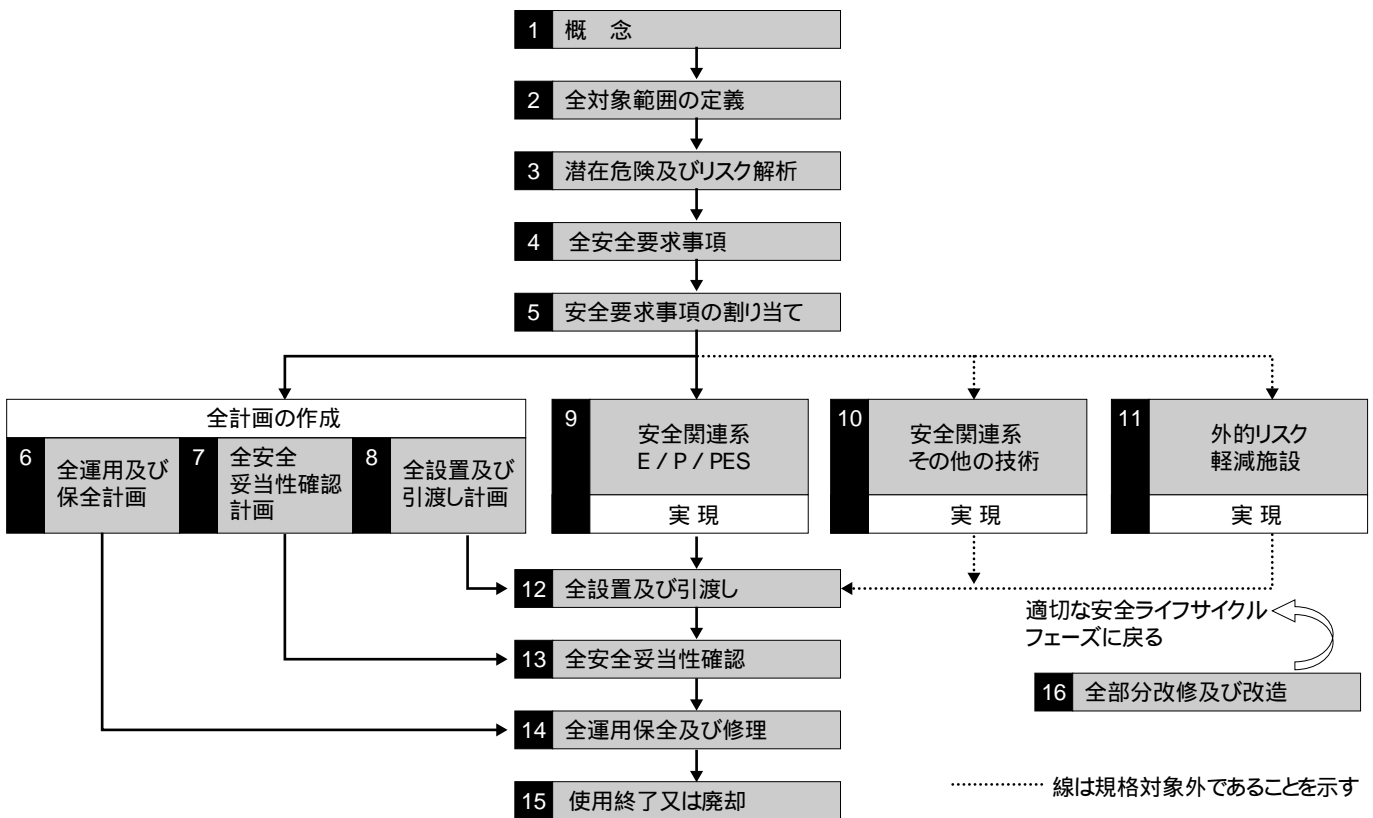 1 概 念
2 全対象範囲の定義
3 潜在危険及びリスク解析
4 全安全要求事項
5 安全要求事項の割り当て
全計画の作成
6 全運用及び
保全計画
7 全安全
妥当性確認
計画
8 全設置及び
引渡し計画
9 安全関連系
E / P / PES
実 現
10 安全関連系
その他の技術
実 現
11 外的リスク
軽減施設
実 現
12 全設置及び引渡し
適切な安全ライフサイクル
フェーズに戻る
13 全安全妥当性確認
16 全部分改修及び改造
14 全運用保全及び修理
線は規格対象外であることを示す
15 使用終了又は廃却